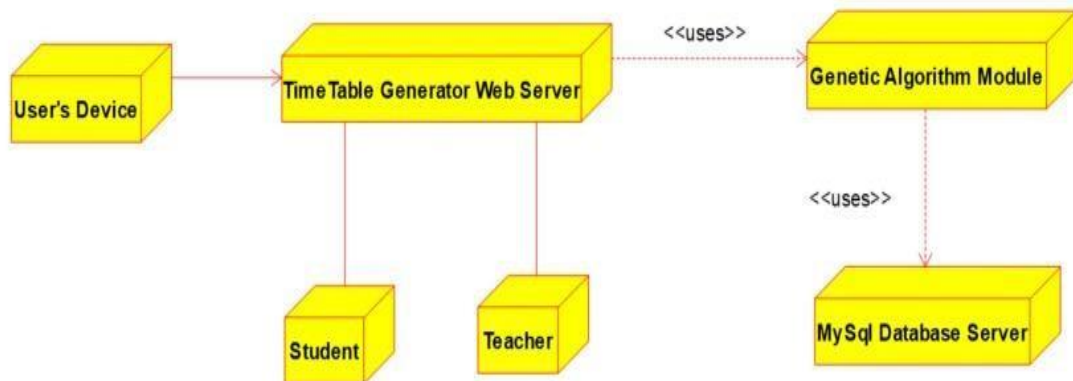 <<uses>>
User's Device
TimeTable Generator Web Server
Genetic Algorithm Module
<<uses>>
Student
Teacher
MySql Database Server